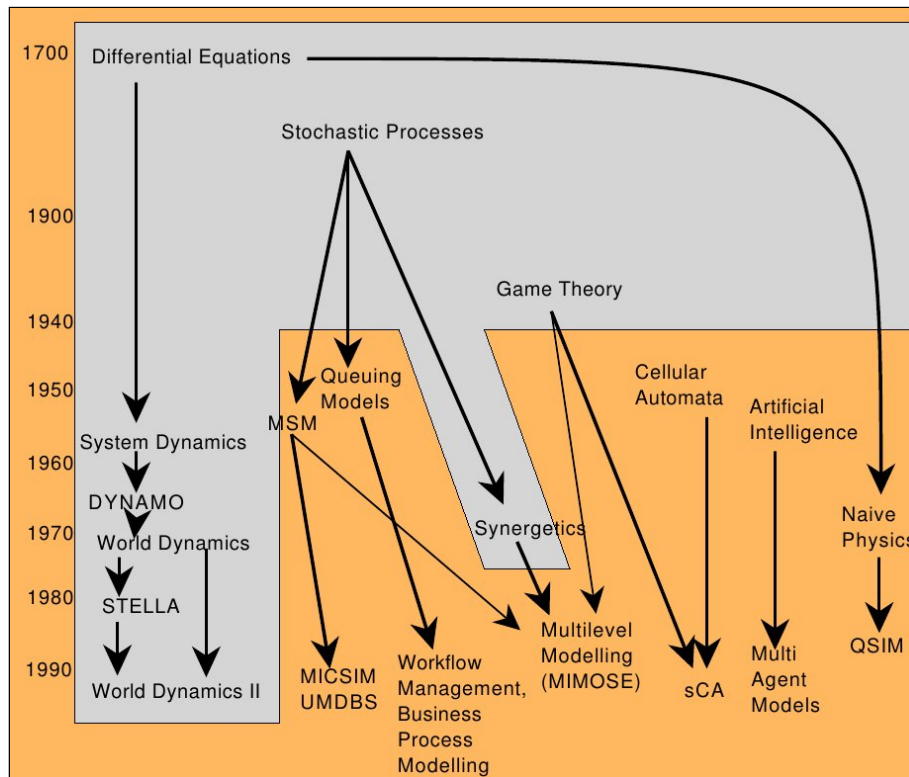 1700
Differential Equations
Stochastic Processes
1900
Game Theory
1940
Cellular
Automata
Queuing
Models
1950
MSM
Artificial
Intelligence
System Dynamics
1960
DYNAMO
World Dynamics
1970
Synergetics
Naive
Physics
1980
STELLA
Multilevel
Modelling
(MIMOSE)
QSIM
1990
World Dynamics II
MICSIM
UMDBS
Workflow
Management,
Business
Process
Modelling
sCA
Multi
Agent
Models